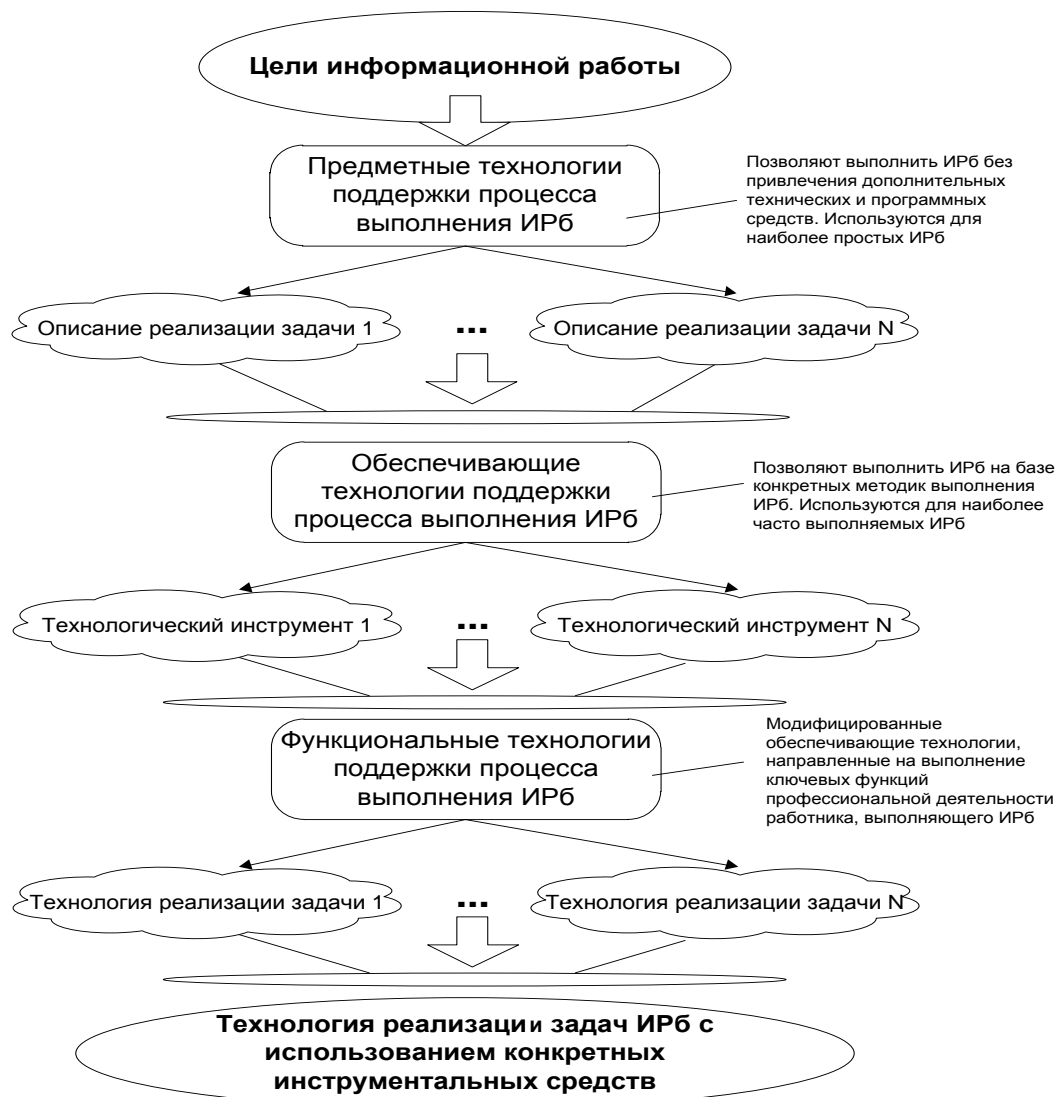 Цели информационной работы
Предметные технологии
поддержки процесса
выполнения ИРб
Позволяют выполнить ИРб без
привлечения дополнительных
технических и программных
средств. Используются для
наиболее простых ИРб
Описание реализации задачи 1
...
Описание реализации задачи N
Обеспечивающие
технологии поддержки
процесса выполнения ИРб
Позволяют выполнить ИРб на базе
конкретных методик выполнения
ИРб. Используются для наиболее
часто выполняемых ИРб
Технологический инструмент 1
...
Технологический инструмент N
Функциональные технологии
поддержки процесса
выполнения ИРб
Модифицированные
обеспечивающие технологии,
направленные на выполнение
ключевых функций
профессиональной деятельности
работника, выполняющего ИРб
Технология реализации задачи 1
...
Технология реализации задачи N
Технология реализации задач ИРб с
использованием конкретных
инструментальных средств